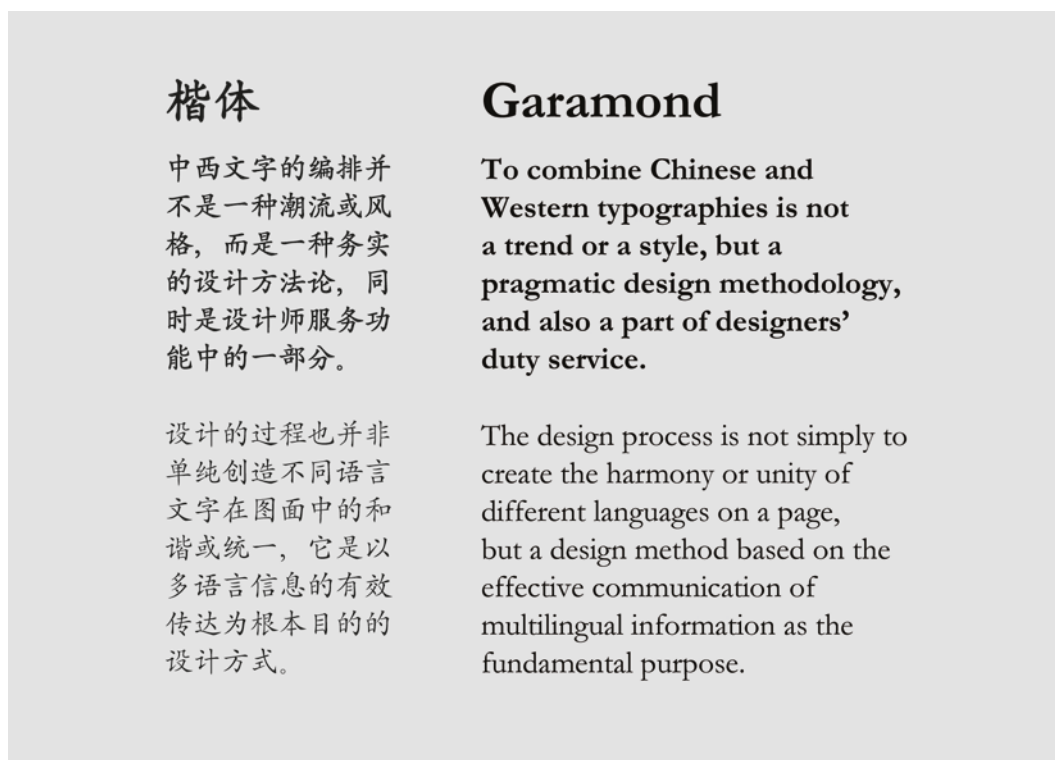 楷体
中西文字的编排并
不是一种潮流或风
格，而是一种务实
的设计方法论，同
时是设计师服务功
能中的一部分。
设计的过程也并非
单纯创造不同语言
文字在图面中的和
谐或统一，它是以
多语言信息的有效
传达为根本目的的
设计方式。
Garamond
To combine Chinese and
Western typographies is not
a trend or a style, but a
pragmatic design methodology,
and also a part of designers’
duty service.
The design process is not simply to
create the harmony or unity of
different languages on a page,
but a design method based on the
effective communication of
multilingual information as the
fundamental purpose.